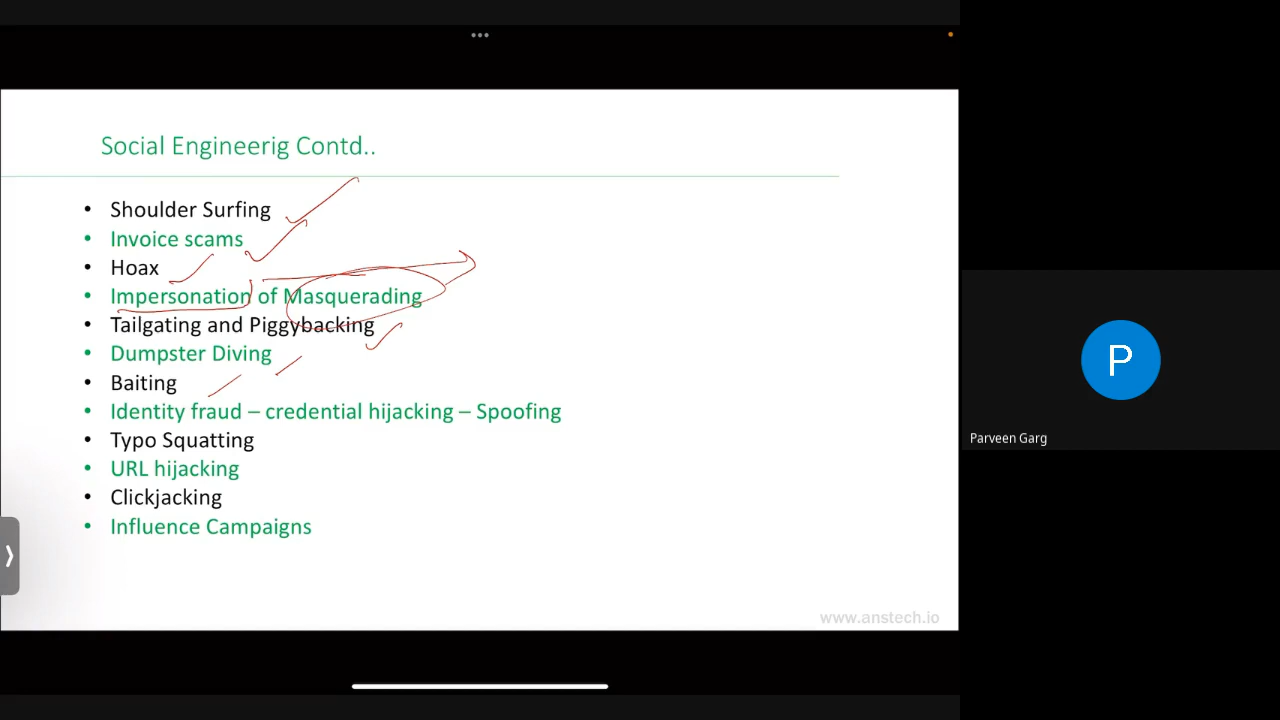 Social Engineerig Contd..
• Shoulder Surfing
• Invoice scams
• Hoax
• Impersonation of Masquerading
• Tailgating and Piggybacking
• Dumpster Diving
• Baiting
• Identity fraud – credential hijacking – Spoofing
• Typo Squatting
• URL hijacking
• Clickjacking
• Influence Campaigns
www.anstech.io
P
Parveen Garg